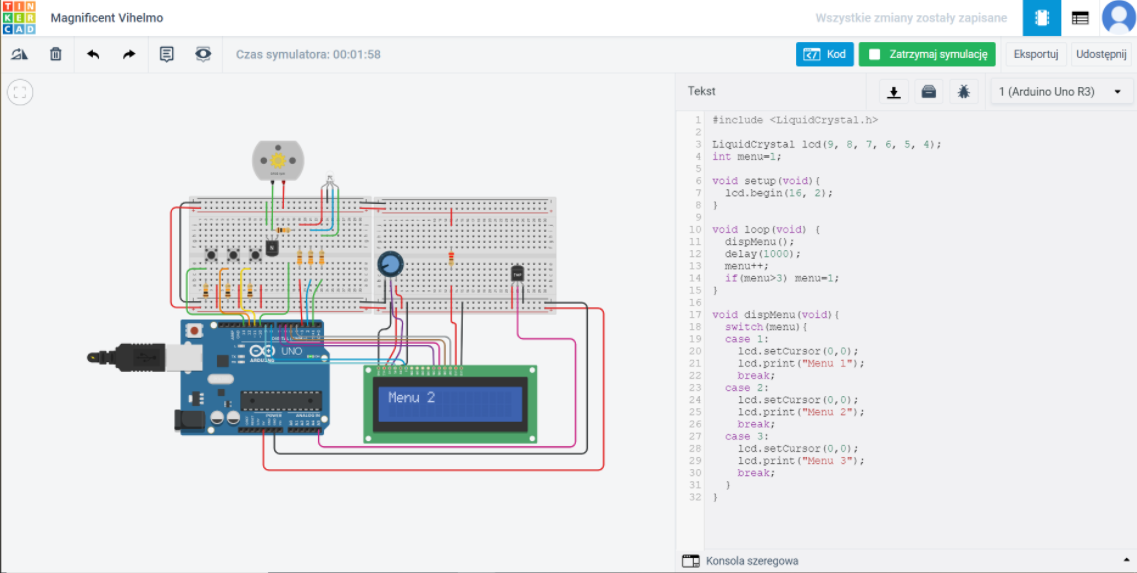 TIN
KER
CAD
Magnificent Vihelmo
Wszystkie zmiany zostały zapisane
Czas symulatora: 00:01:58
Kod
Zatrzymaj symulację
Eksportuj
Udostępnij
Tekst
1 (Arduino Uno R3)
1 #include <LiquidCrystal.h>
2
3 LiquidCrystal lcd(9, 8, 7, 6, 5, 4);
4 int menu=1;
5
6 void setup(void){
7 lcd.begin(16, 2);
8 }
9
10 void loop(void) {
11 dispMenu();
12 delay(1000);
13 menu++;
14 if(menu>3) menu=1;
15 }
16
17 void dispMenu(void){
18 switch(menu){
19 case 1:
20 lcd.setCursor(0,0);
21 lcd.print("Menu 1");
22 break;
23 case 2:
24 lcd.setCursor(0,0);
25 lcd.print("Menu 2");
26 break;
27 case 3:
28 lcd.setCursor(0,0);
29 lcd.print("Menu 3");
30 break;
31 }
32 }
UNO
ARDUINO
POWER
ANALOG IN
Menu 2
Konsola szeregowa